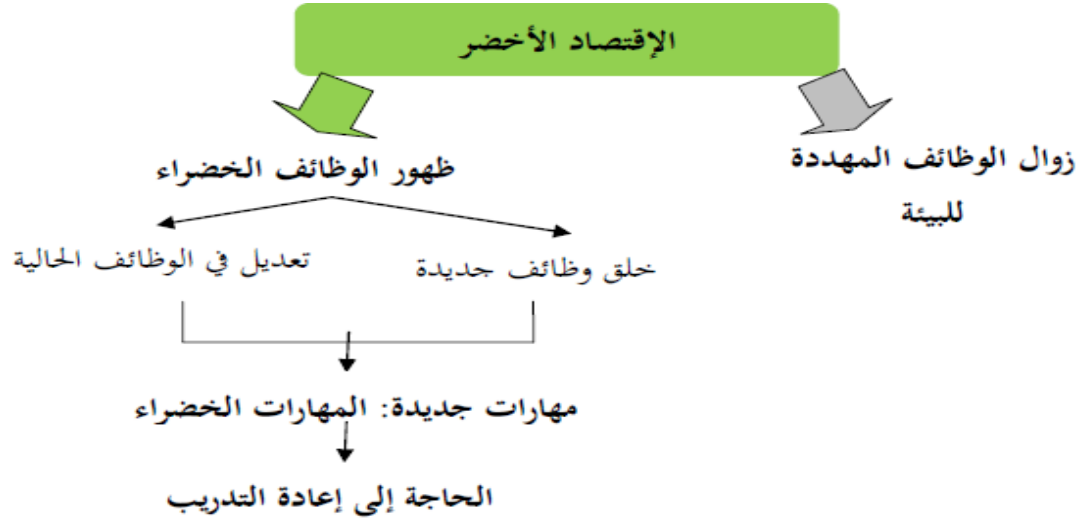 الإقتصاد الأخضر
زوال الوظائف المهددة
للبيئة
ظهور الوظائف الخضراء
خلق وظائف جديدة
تعديل في الوظائف الحالية
مهارات جديدة: المهارات الخضراء
الحاجة إلى إعادة التدريب